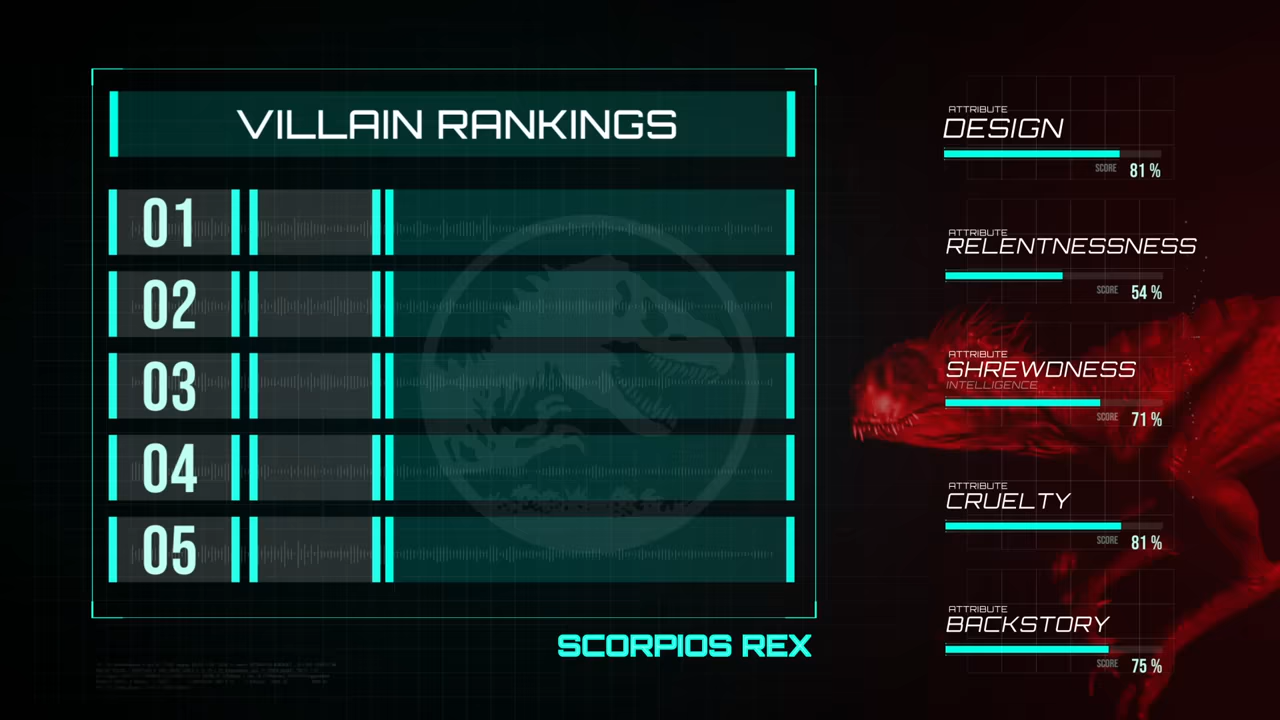 VILLAIN RANKINGS
01
02
03
04
05
SCORPIOS REX
ATTRIBUTE
DESIGN
SCORE 81 %
ATTRIBUTE
RELENTNESSNESS
SCORE 54 %
ATTRIBUTE
SHREWDNESS
INTELLIGENCE
SCORE 71 %
ATTRIBUTE
CRUELTY
SCORE 81 %
ATTRIBUTE
BACKSTORY
SCORE 75 %